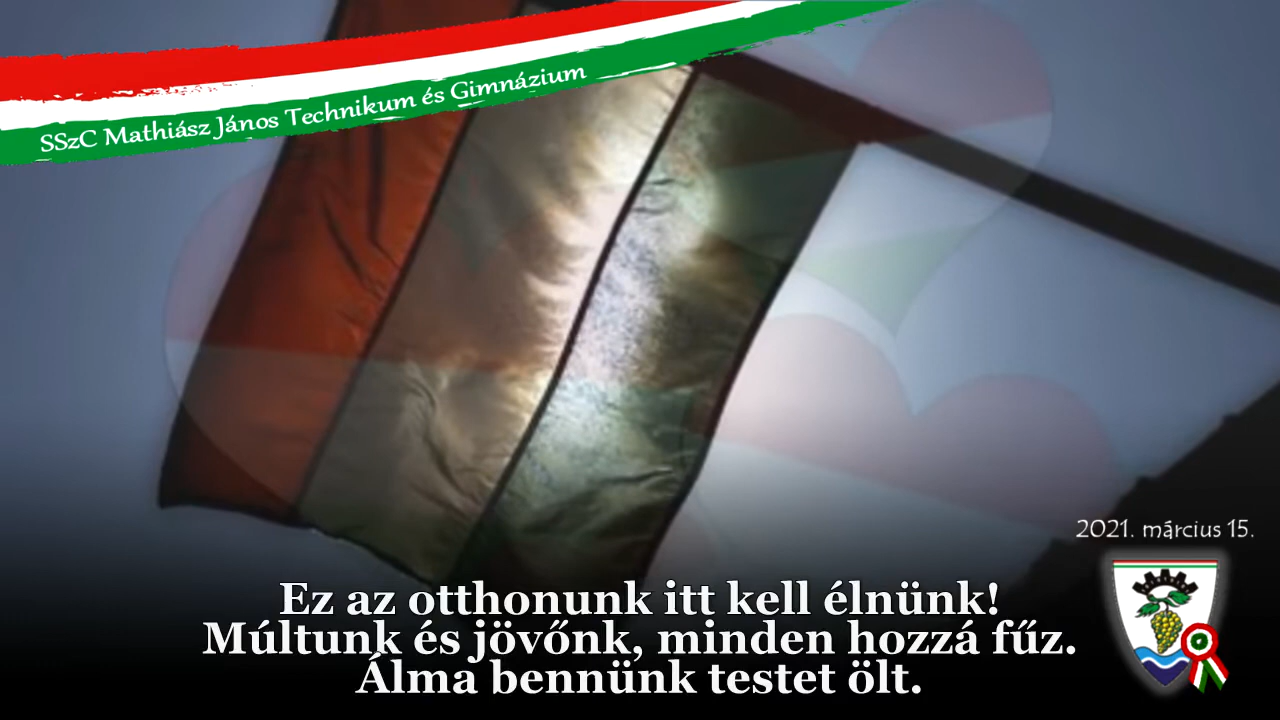 SSzC Mathiász János Technikum és Gimnázium
2021. március 15.
Ez az otthonunk itt kell élnünk!
Múltunk és jövőnk, minden hozzá fűz.
Álma bennünk testet ölt.